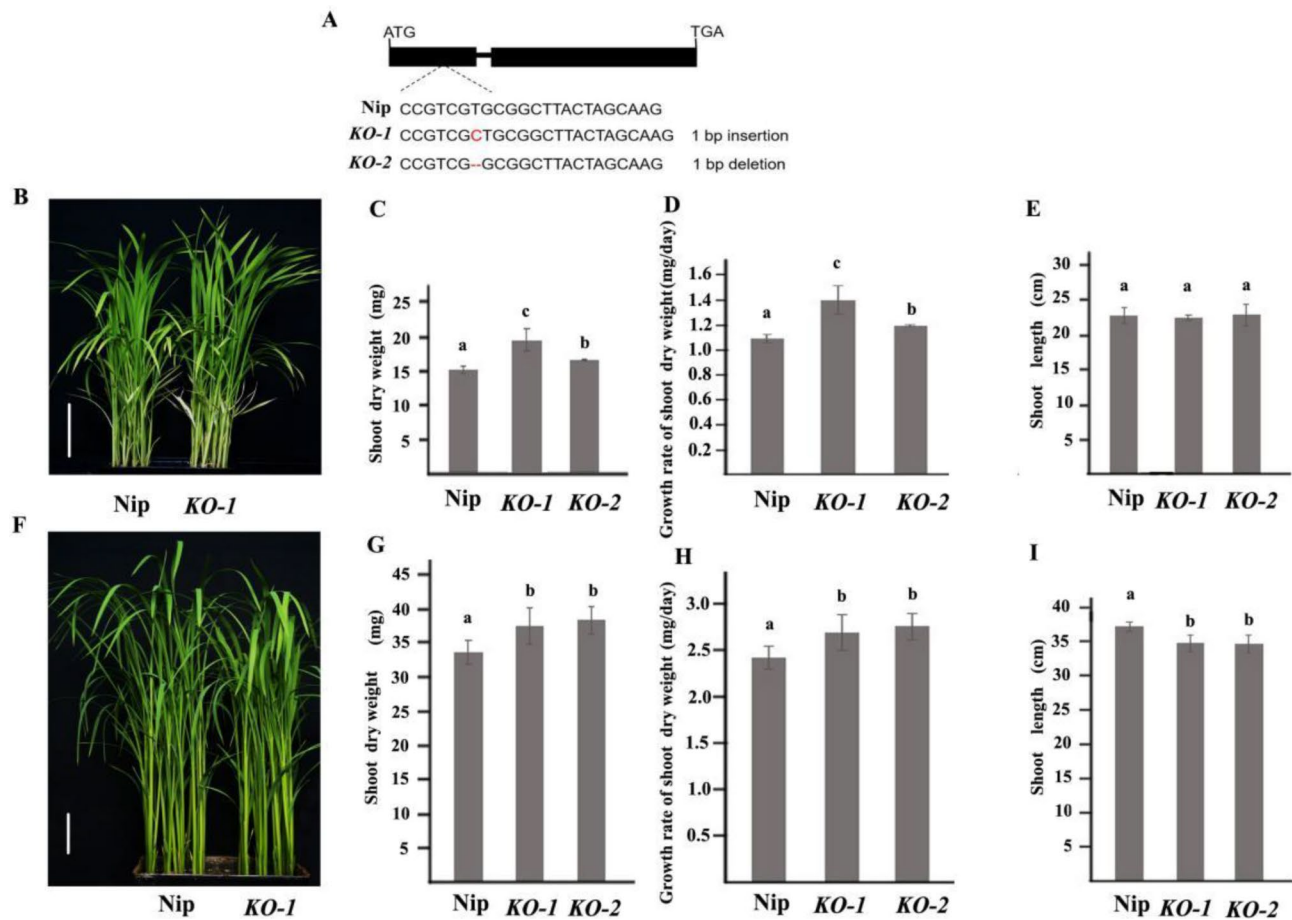 A
ATG
TGA
Nip CCGTCGTGCGGCTTACTAGCAAG
KO-1 CCGTCGCTGCGGCTTACTAGCAAG 1 bp insertion
KO-2 CCGTCG--GCGGCTTACTAGCAAG 1 bp deletion
B
Nip KO-1
C
Shoot dry weight (mg)
25
20
15
10
5
a
c
b
Nip KO-1 KO-2
D
Growth rate of shoot dry weight(mg/day)
1.6
1.4
1.2
1.0
0.8
0.6
0.4
0.2
a
c
b
Nip KO-1 KO-2
E
Shoot length (cm)
30
25
20
15
10
5
a
a
a
Nip KO-1 KO-2
F
Nip KO-1
G
Shoot dry weight (mg)
45
40
35
30
35
20
15
10
5
a
b
b
Nip KO-1 KO-2
H
Growth rate of shoot dry weight (mg/day)
3.0
2.5
2.0
1.5
1.0
0.5
a
b
b
Nip KO-1 KO-2
I
Shoot length (cm)
40
35
30
35
20
15
10
5
a
b
b
Nip KO-1 KO-2